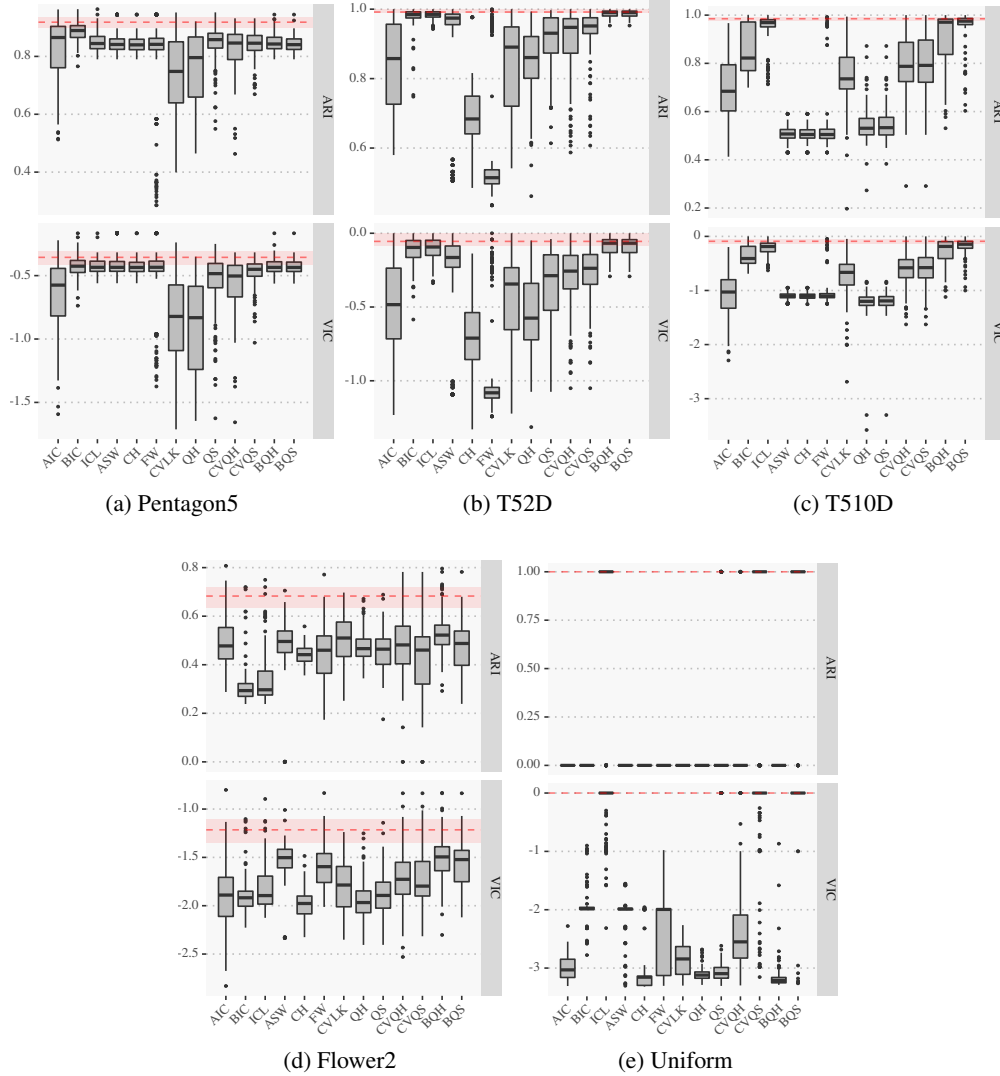 0.8
0.6
0.4
ARI
-0.5
-1.0
-1.5
VIC
AIC BIC ICL ASW CH FW CVLK QH QS CVQH CVQS BQH BQS
(a) Pentagon5
1.0
0.8
0.6
ARI
0.0
-0.5
-1.0
VIC
AIC BIC ICL ASW CH FW CVLK QH QS CVQH CVQS BQH BQS
(b) T52D
1.0
0.8
0.6
0.4
0.2
ARI
0
-1
-2
-3
VIC
AIC BIC ICL ASW CH FW CVLK QH QS CVQH CVQS BQH BQS
(c) T510D
0.8
0.6
0.4
0.2
0.0
ARI
-1.0
-1.5
-2.0
-2.5
VIC
AIC BIC ICL ASW CH FW CVLK QH QS CVQH CVQS BQH BQS
(d) Flower2
1.00
0.75
0.50
0.25
0.00
ARI
0
-1
-2
-3
VIC
AIC BIC ICL ASW CH FW CVLK QH QS CVQH CVQS BQH BQS
(e) Uniform